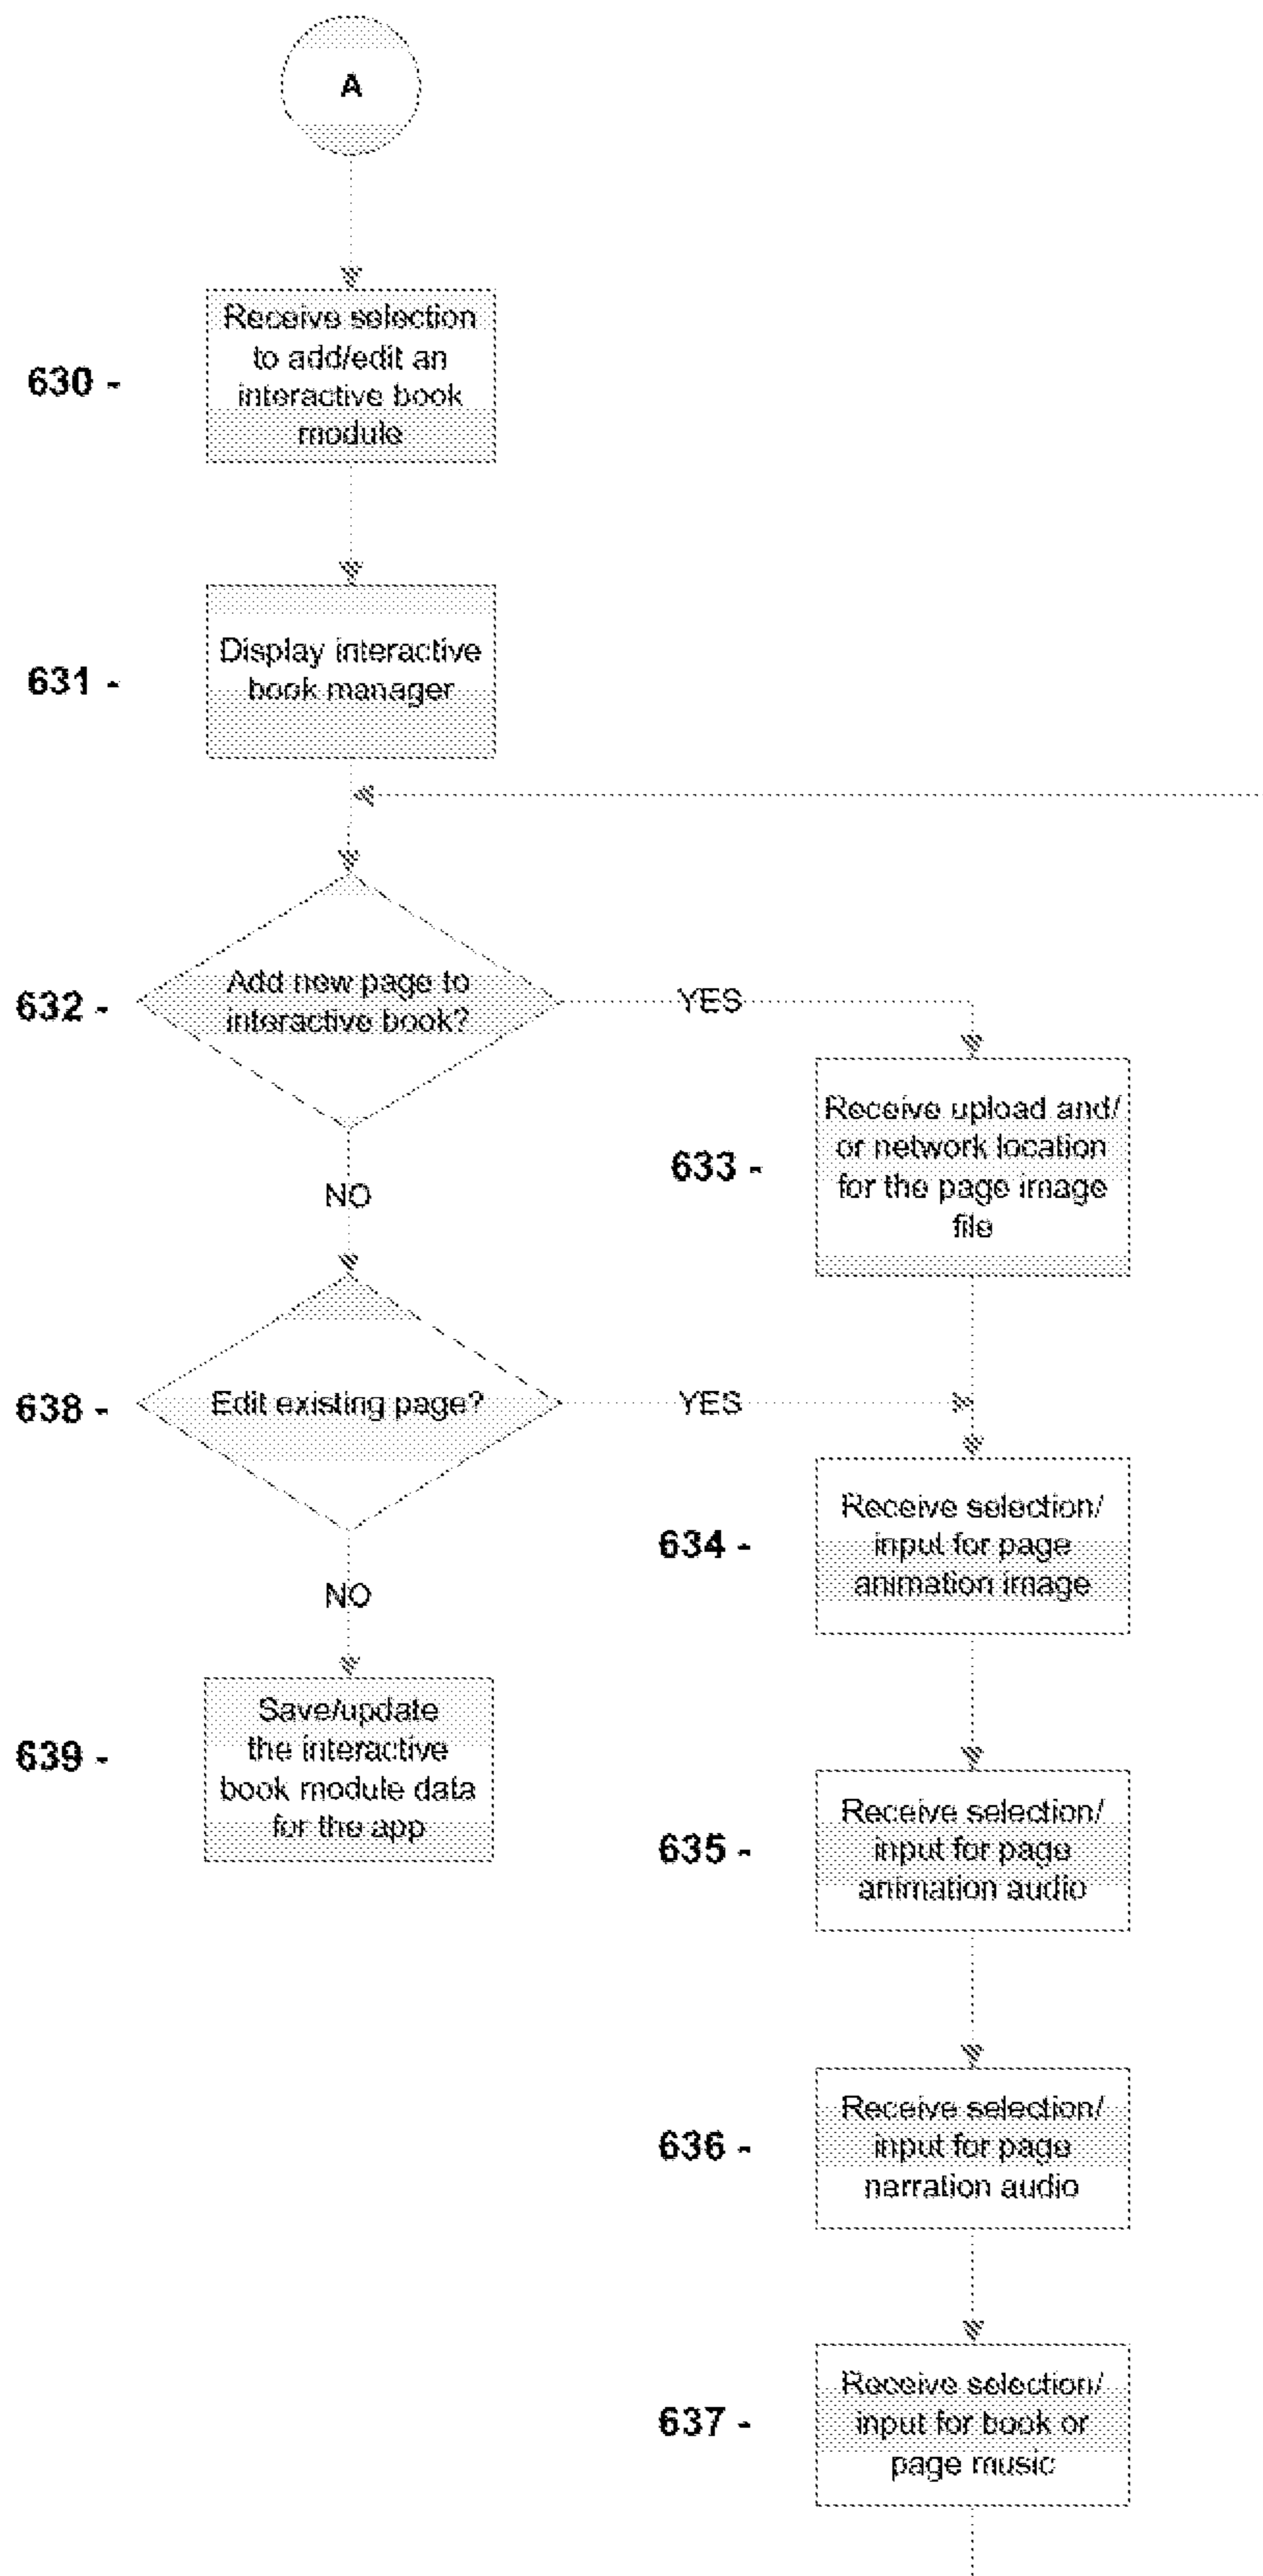 A
630 -
Receive selection
to add/edit an
interactive book
module
631 -
Display interactive
book manager
632 -
Add new page to
interactive book?
YES
NO
633 -
Receive upload and/
or network location
for the page image
file
638 -
Edit existing page?
YES
NO
634 -
Receive selection/
input for page
animation image
639 -
Save/update
the interactive
book module data
for the app
635 -
Receive selection/
input for page
animation audio
636 -
Receive selection/
input for page
narration audio
637 -
Receive selection/
input for book or
page music